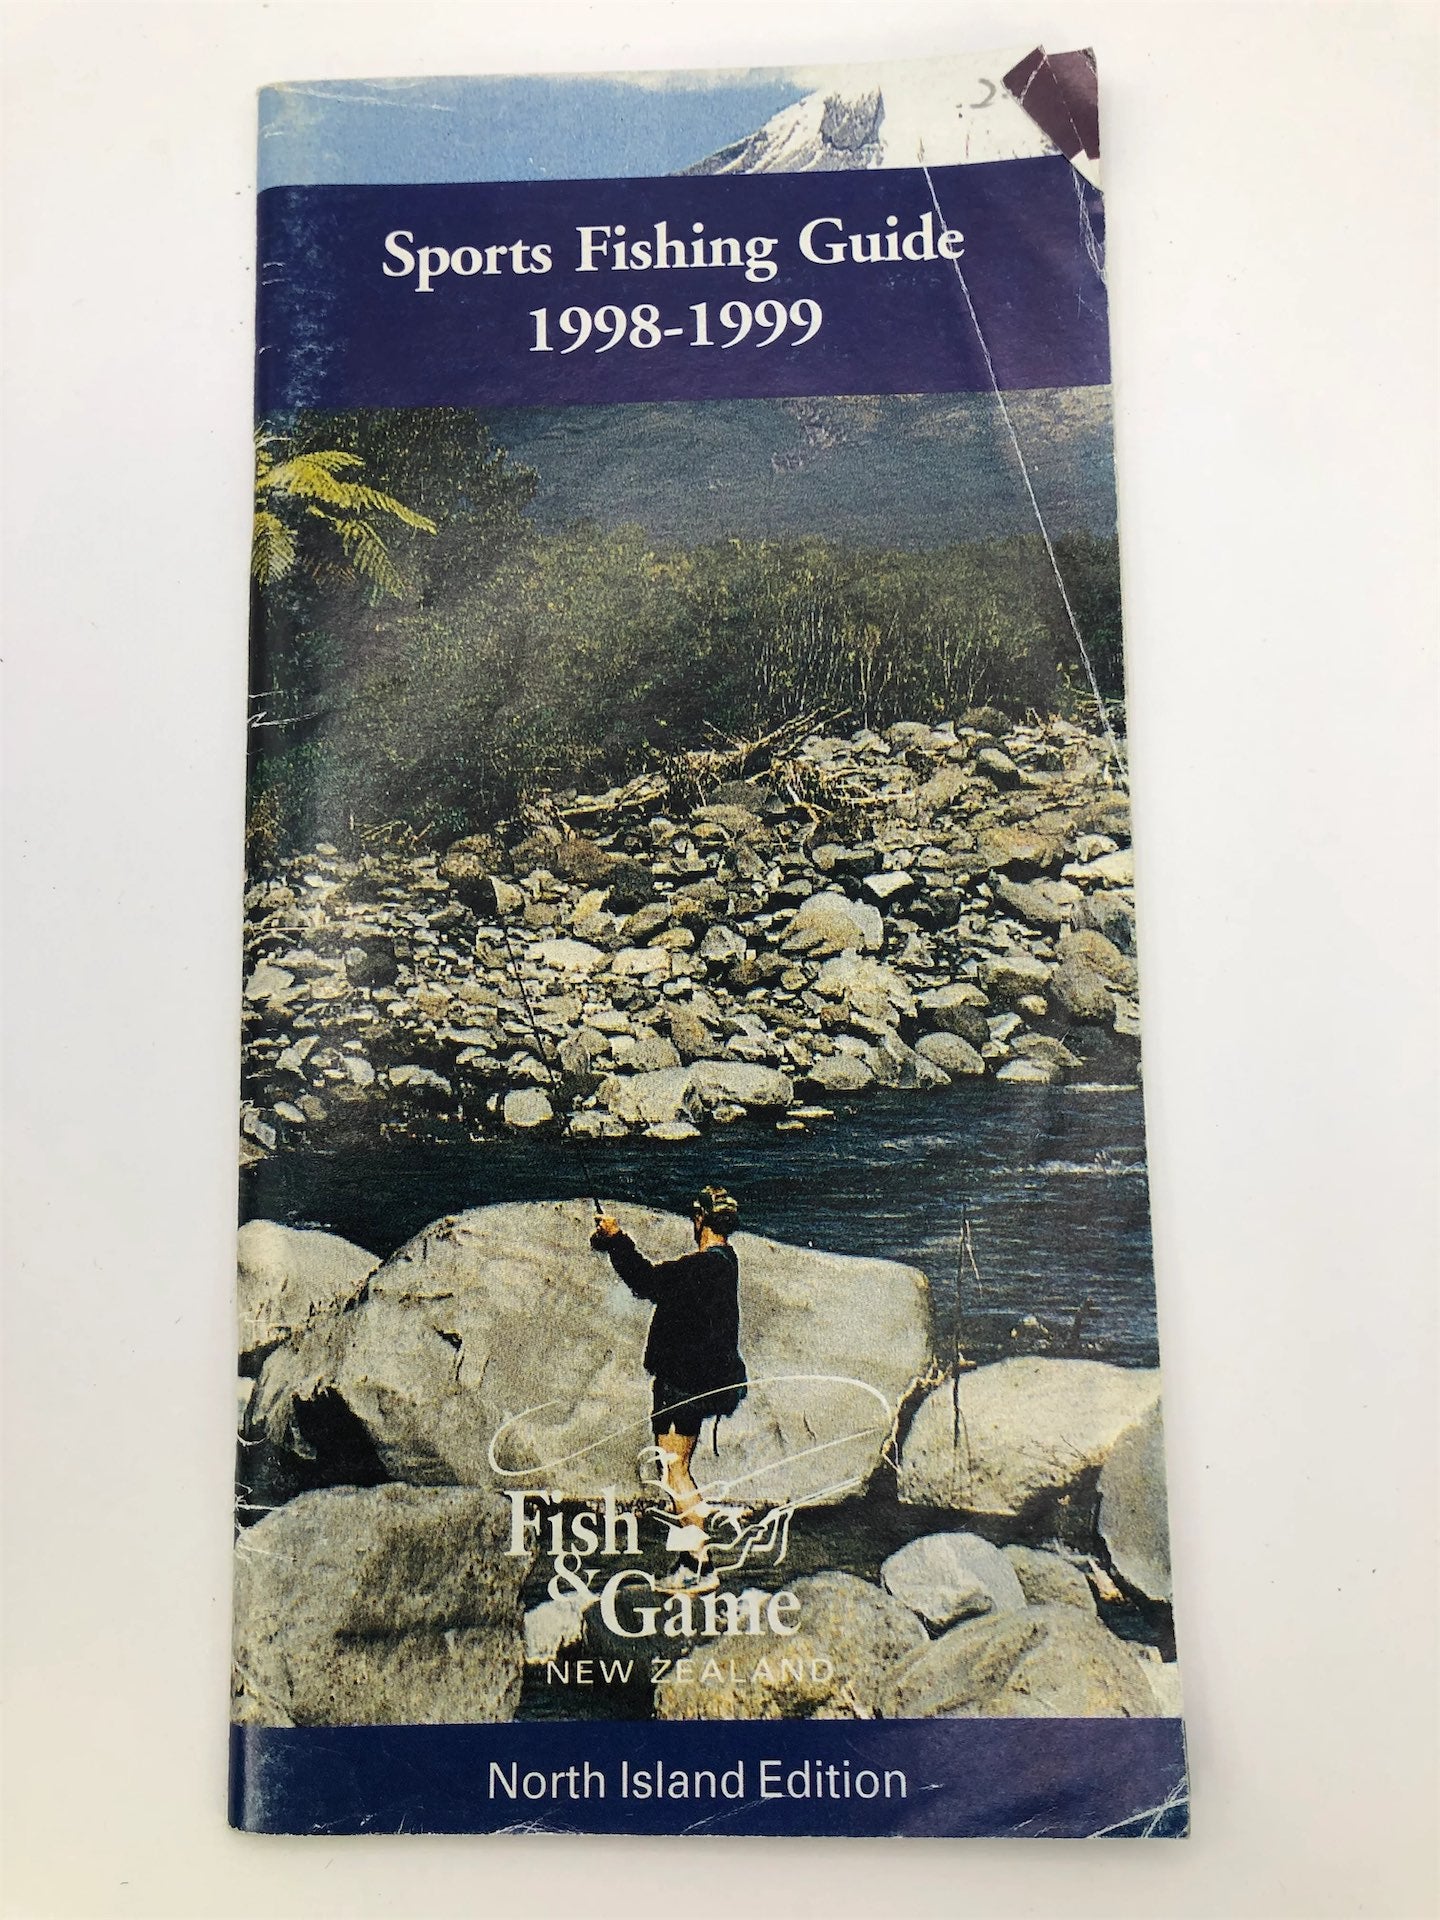 Sports Fishing Guide
1998-1999
Fish
&Game
NEW ZEALAND
North Island Edition